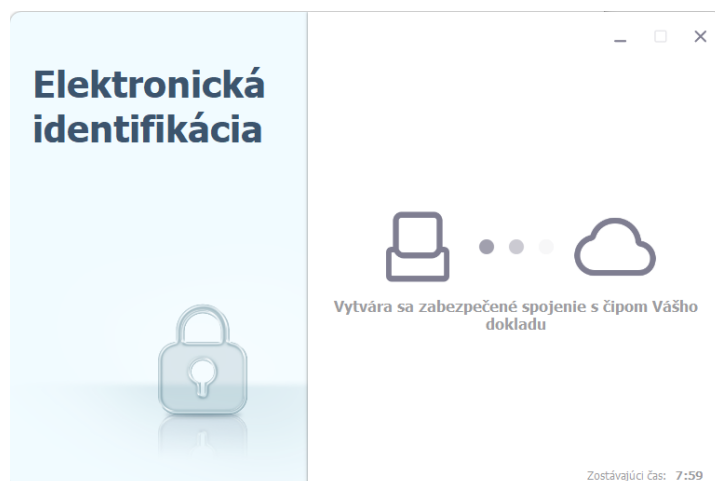 Elektronická
identifikácia
Vytvára sa zabezpečené spojenie s čipom Vášho
dokladu
Zostávajúci čas: 7:59